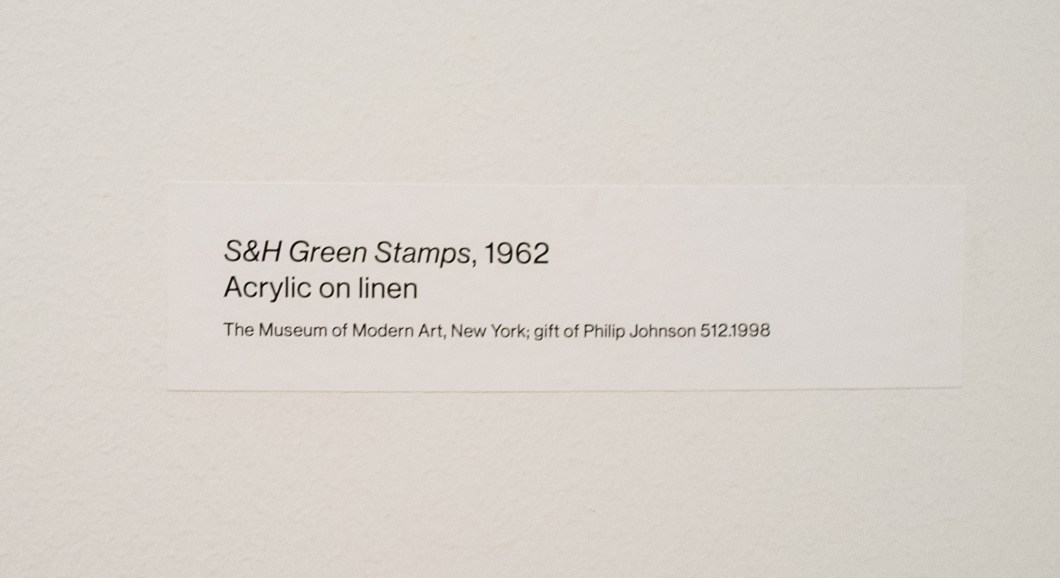 S&H Green Stamps, 1962
Acrylic on linen
The Museum of Modern Art, New York; gift of Philip Johnson 512.1998